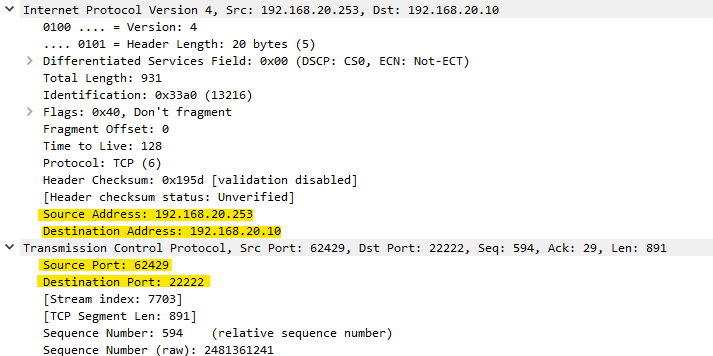 Internet Protocol Version 4, Src: 192.168.20.253, Dst: 192.168.20.10
0100 .... = Version: 4
.... 0101 = Header Length: 20 bytes (5)
Differentiated Services Field: 0x00 (DSCP: CS0, ECN: Not-ECT)
Total Length: 931
Identification: 0x33a0 (13216)
Flags: 0x40, Don't fragment
Fragment Offset: 0
Time to Live: 128
Protocol: TCP (6)
Header Checksum: 0x195d [validation disabled]
[Header checksum status: Unverified]
Source Address: 192.168.20.253
Destination Address: 192.168.20.10
Transmission Control Protocol, Src Port: 62429, Dst Port: 22222, Seq: 594, Ack: 29, Len: 891
Source Port: 62429
Destination Port: 22222
[Stream index: 7703]
[TCP Segment Len: 891]
Sequence Number: 594    (relative sequence number)
Sequence Number (raw): 2481361241